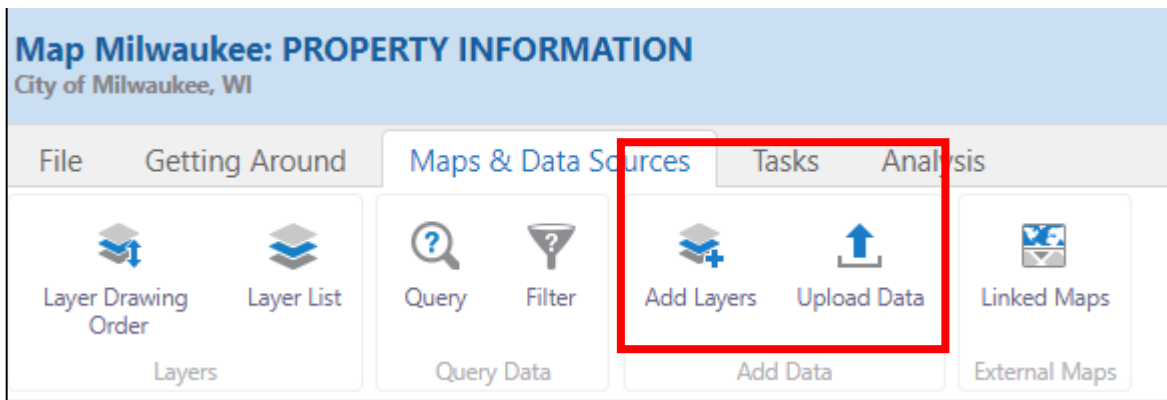 Map Milwaukee: PROPERTY INFORMATION
City of Milwaukee, WI
File Getting Around Maps & Data Sources Tasks Analysis
Layer Drawing Order
Layer List
Query
Filter
Add Layers
Upload Data
Linked Maps
Layers
Query Data
Add Data
External Maps